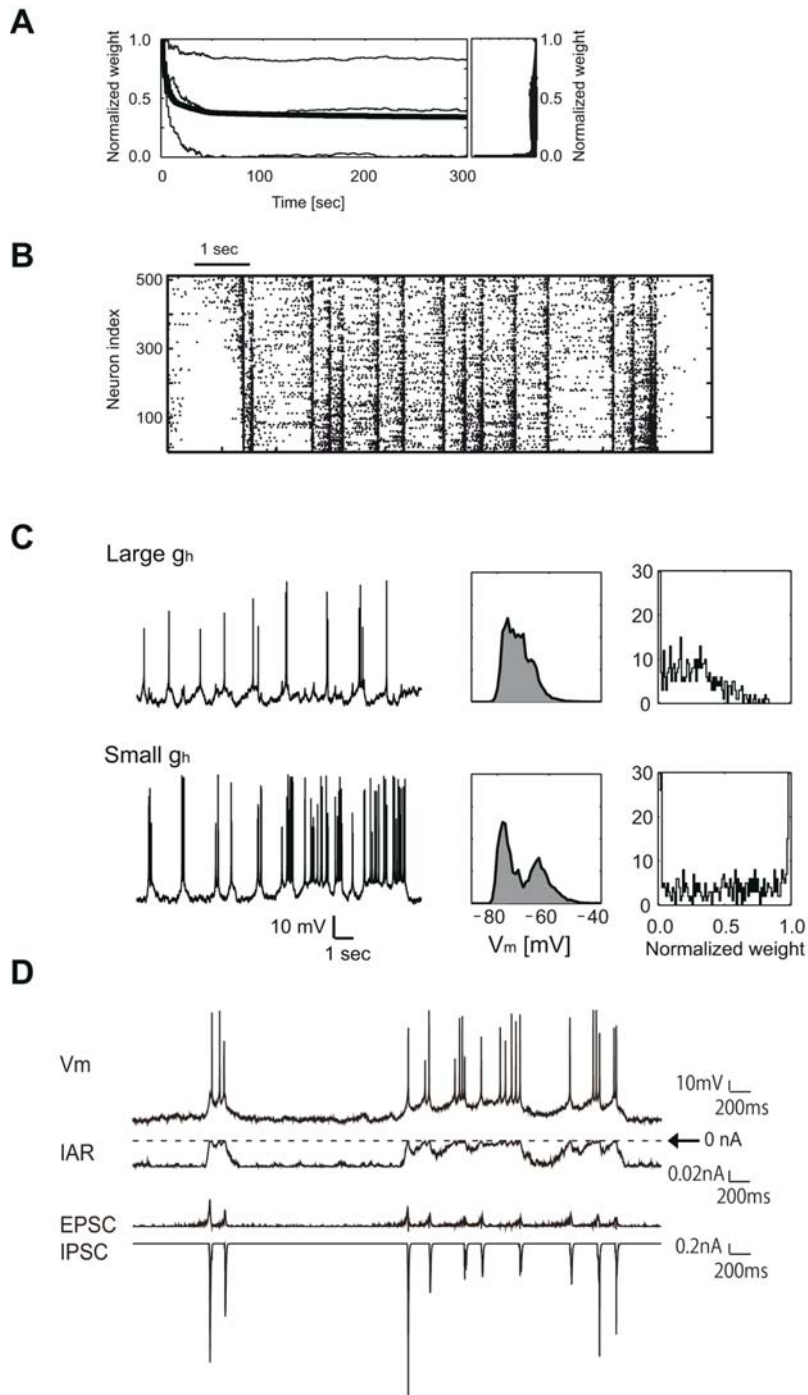 A
1.0
0.5
0.0
Normalized weight
0
100
200
300
Time [sec]
1.0
0.5
0.0
Normalized weight
B
1 sec
500
300
100
Neuron index
C
Large gh
30
20
10
0
Small gh
10 mV
1 sec
-80
-60
-40
Vm [mV]
30
20
10
0
0.0
0.5
1.0
Normalized weight
D
Vm
10mV
200ms
0 nA
IAR
0.02nA
200ms
EPSC
IPSC
0.2nA
200ms